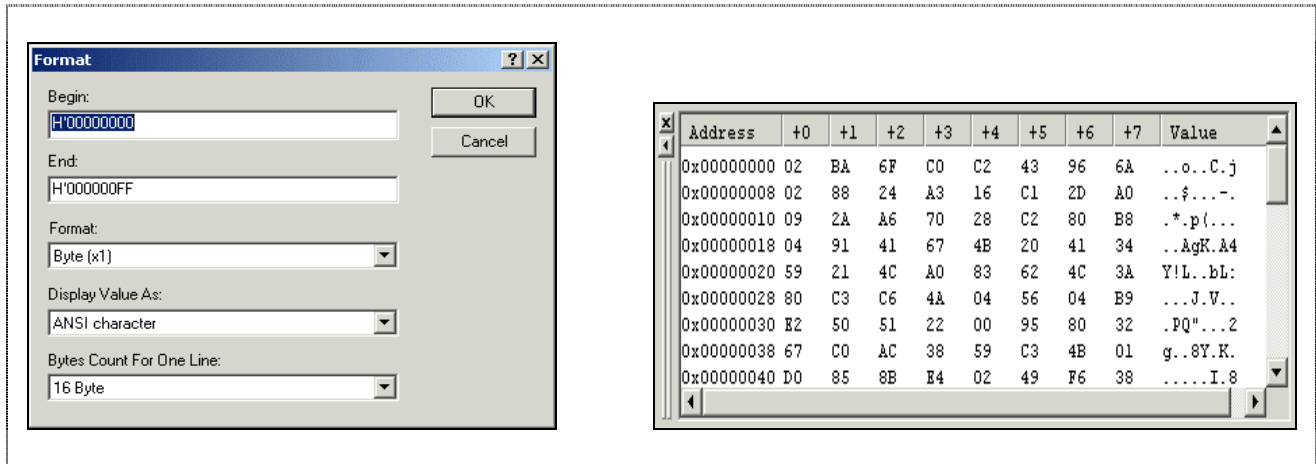 Format
Begin:
OK
H'00000000
Cancel
End:
H'000000FF
Format:
Byte (x1)
Display Value As:
ANSI character
Bytes Count For One Line:
16 Byte
Address +0 +1 +2 +3 +4 +5 +6 +7 Value
0x00000000 02 BA 6F C0 C2 43 96 6A ..o..C.j
0x00000008 02 88 24 A3 16 C1 2D A0 ..$...-.
0x00000010 09 2A A6 70 28 C2 80 B8 .*.p(...
0x00000018 04 91 41 67 4B 20 41 34 ..AgK.A4
0x00000020 59 21 4C A0 83 62 4C 3A Y!L..bL:
0x00000028 80 C3 C6 4A 04 56 04 B9 ...J.V..
0x00000030 E2 50 51 22 00 95 80 32 .PQ"...2
0x00000038 67 C0 AC 38 59 C3 4B 01 g..8Y.K.
0x00000040 D0 85 8B E4 02 49 F6 38 .....I.8